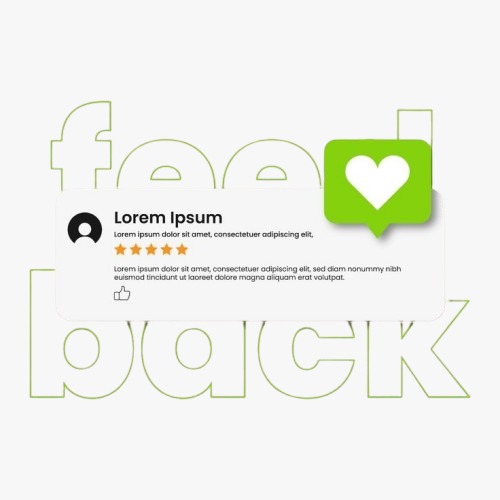 feed
Lorem Ipsum
Lorem ipsum dolor sit amet, consectetuer adipiscing elit,
Lorem ipsum dolor sit amet, consectetuer adipiscing elit, sed diam nonummy nibh
euismod tincidunt ut laoreet dolore magna aliquam erat volutpat.
back